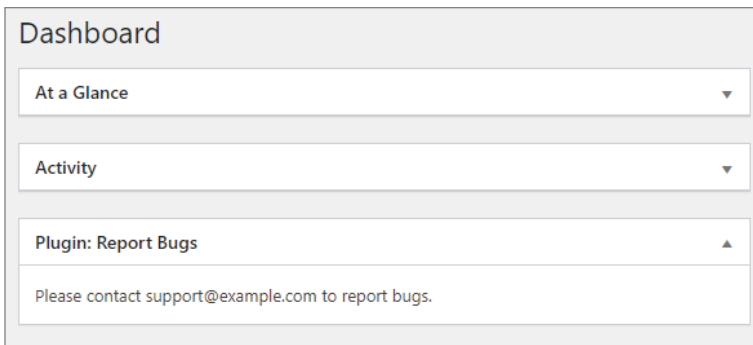 Dashboard
At a Glance
Activity
Plugin: Report Bugs
Please contact support@example.com to report bugs.